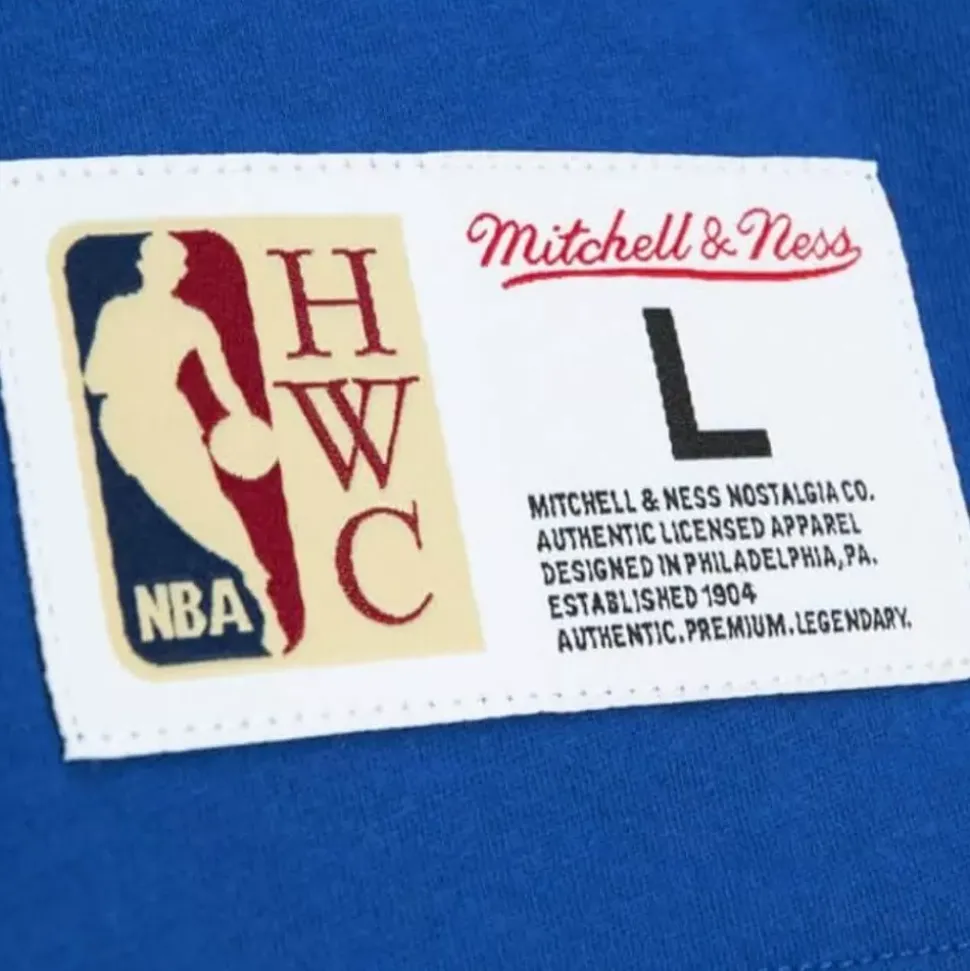 H
W
C
NBA
Mitchell & Ness
L
MITCHELL & NESS NOSTALGIA CO.
AUTHENTIC LICENSED APPAREL
DESIGNED IN PHILADELPHIA, PA.
ESTABLISHED 1904
AUTHENTIC. PREMIUM. LEGENDARY.